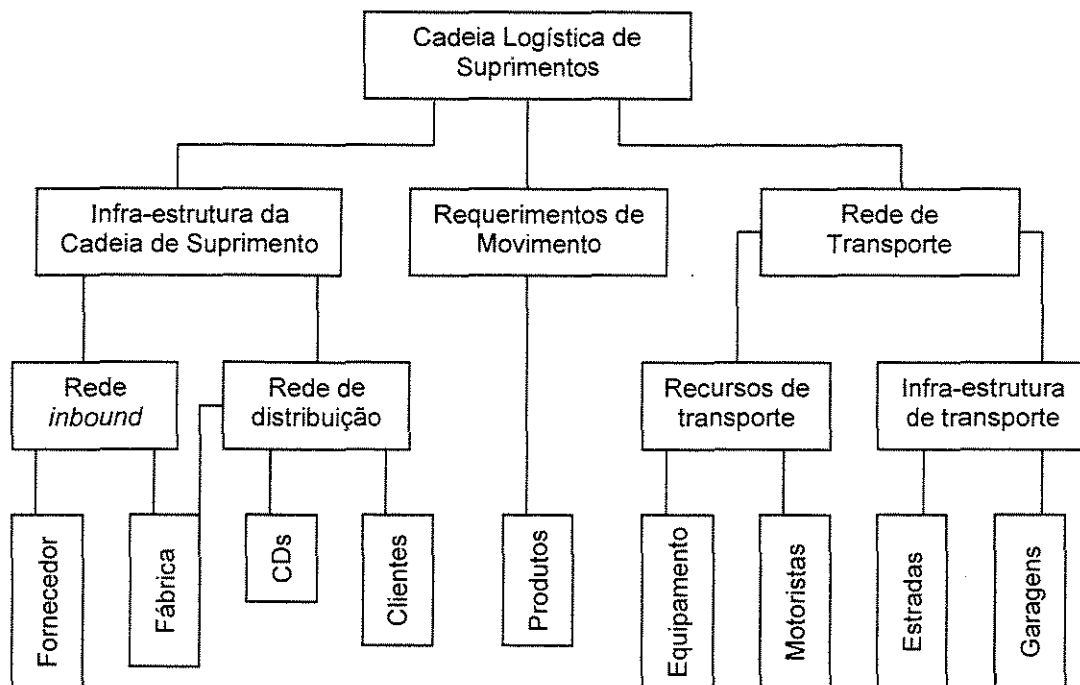 Cadeia Logística de
Suprimentos
Infra-estrutura da
Cadeia de Suprimento
Requerimentos de
Movimento
Rede de
Transporte
Rede
inbound
Rede de
distribuição
Recursos de
transporte
Infra-estrutura
de transporte
Fornecedor
Fábrica
CDs
Clientes
Produtos
Equipamento
Motoristas
Estradas
Garagens